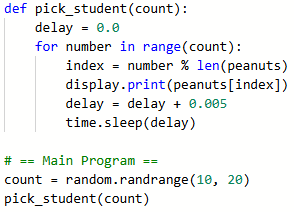 def pick_student(count):
    delay = 0.0
    for number in range(count):
        index = number % len(peanuts)
        display.print(peanuts[index])
        delay = delay + 0.005
        time.sleep(delay)

# == Main Program ==
count = random.randrange(10, 20)
pick_student(count)